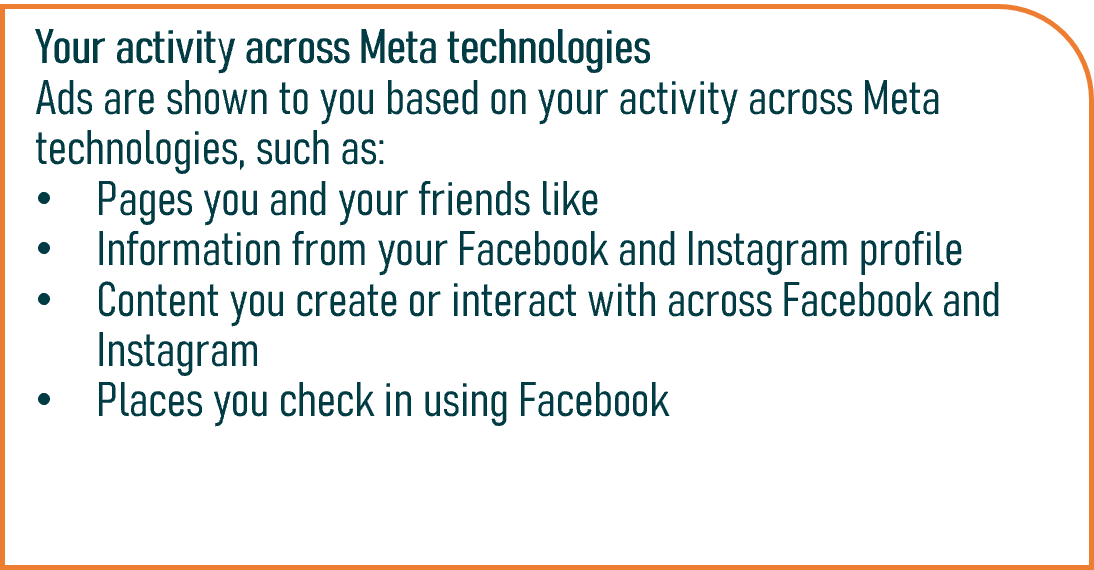 Your activity across Meta technologies
Ads are shown to you based on your activity across Meta
technologies, such as:
• Pages you and your friends like
• Information from your Facebook and Instagram profile
• Content you create or interact with across Facebook and
Instagram
• Places you check in using Facebook